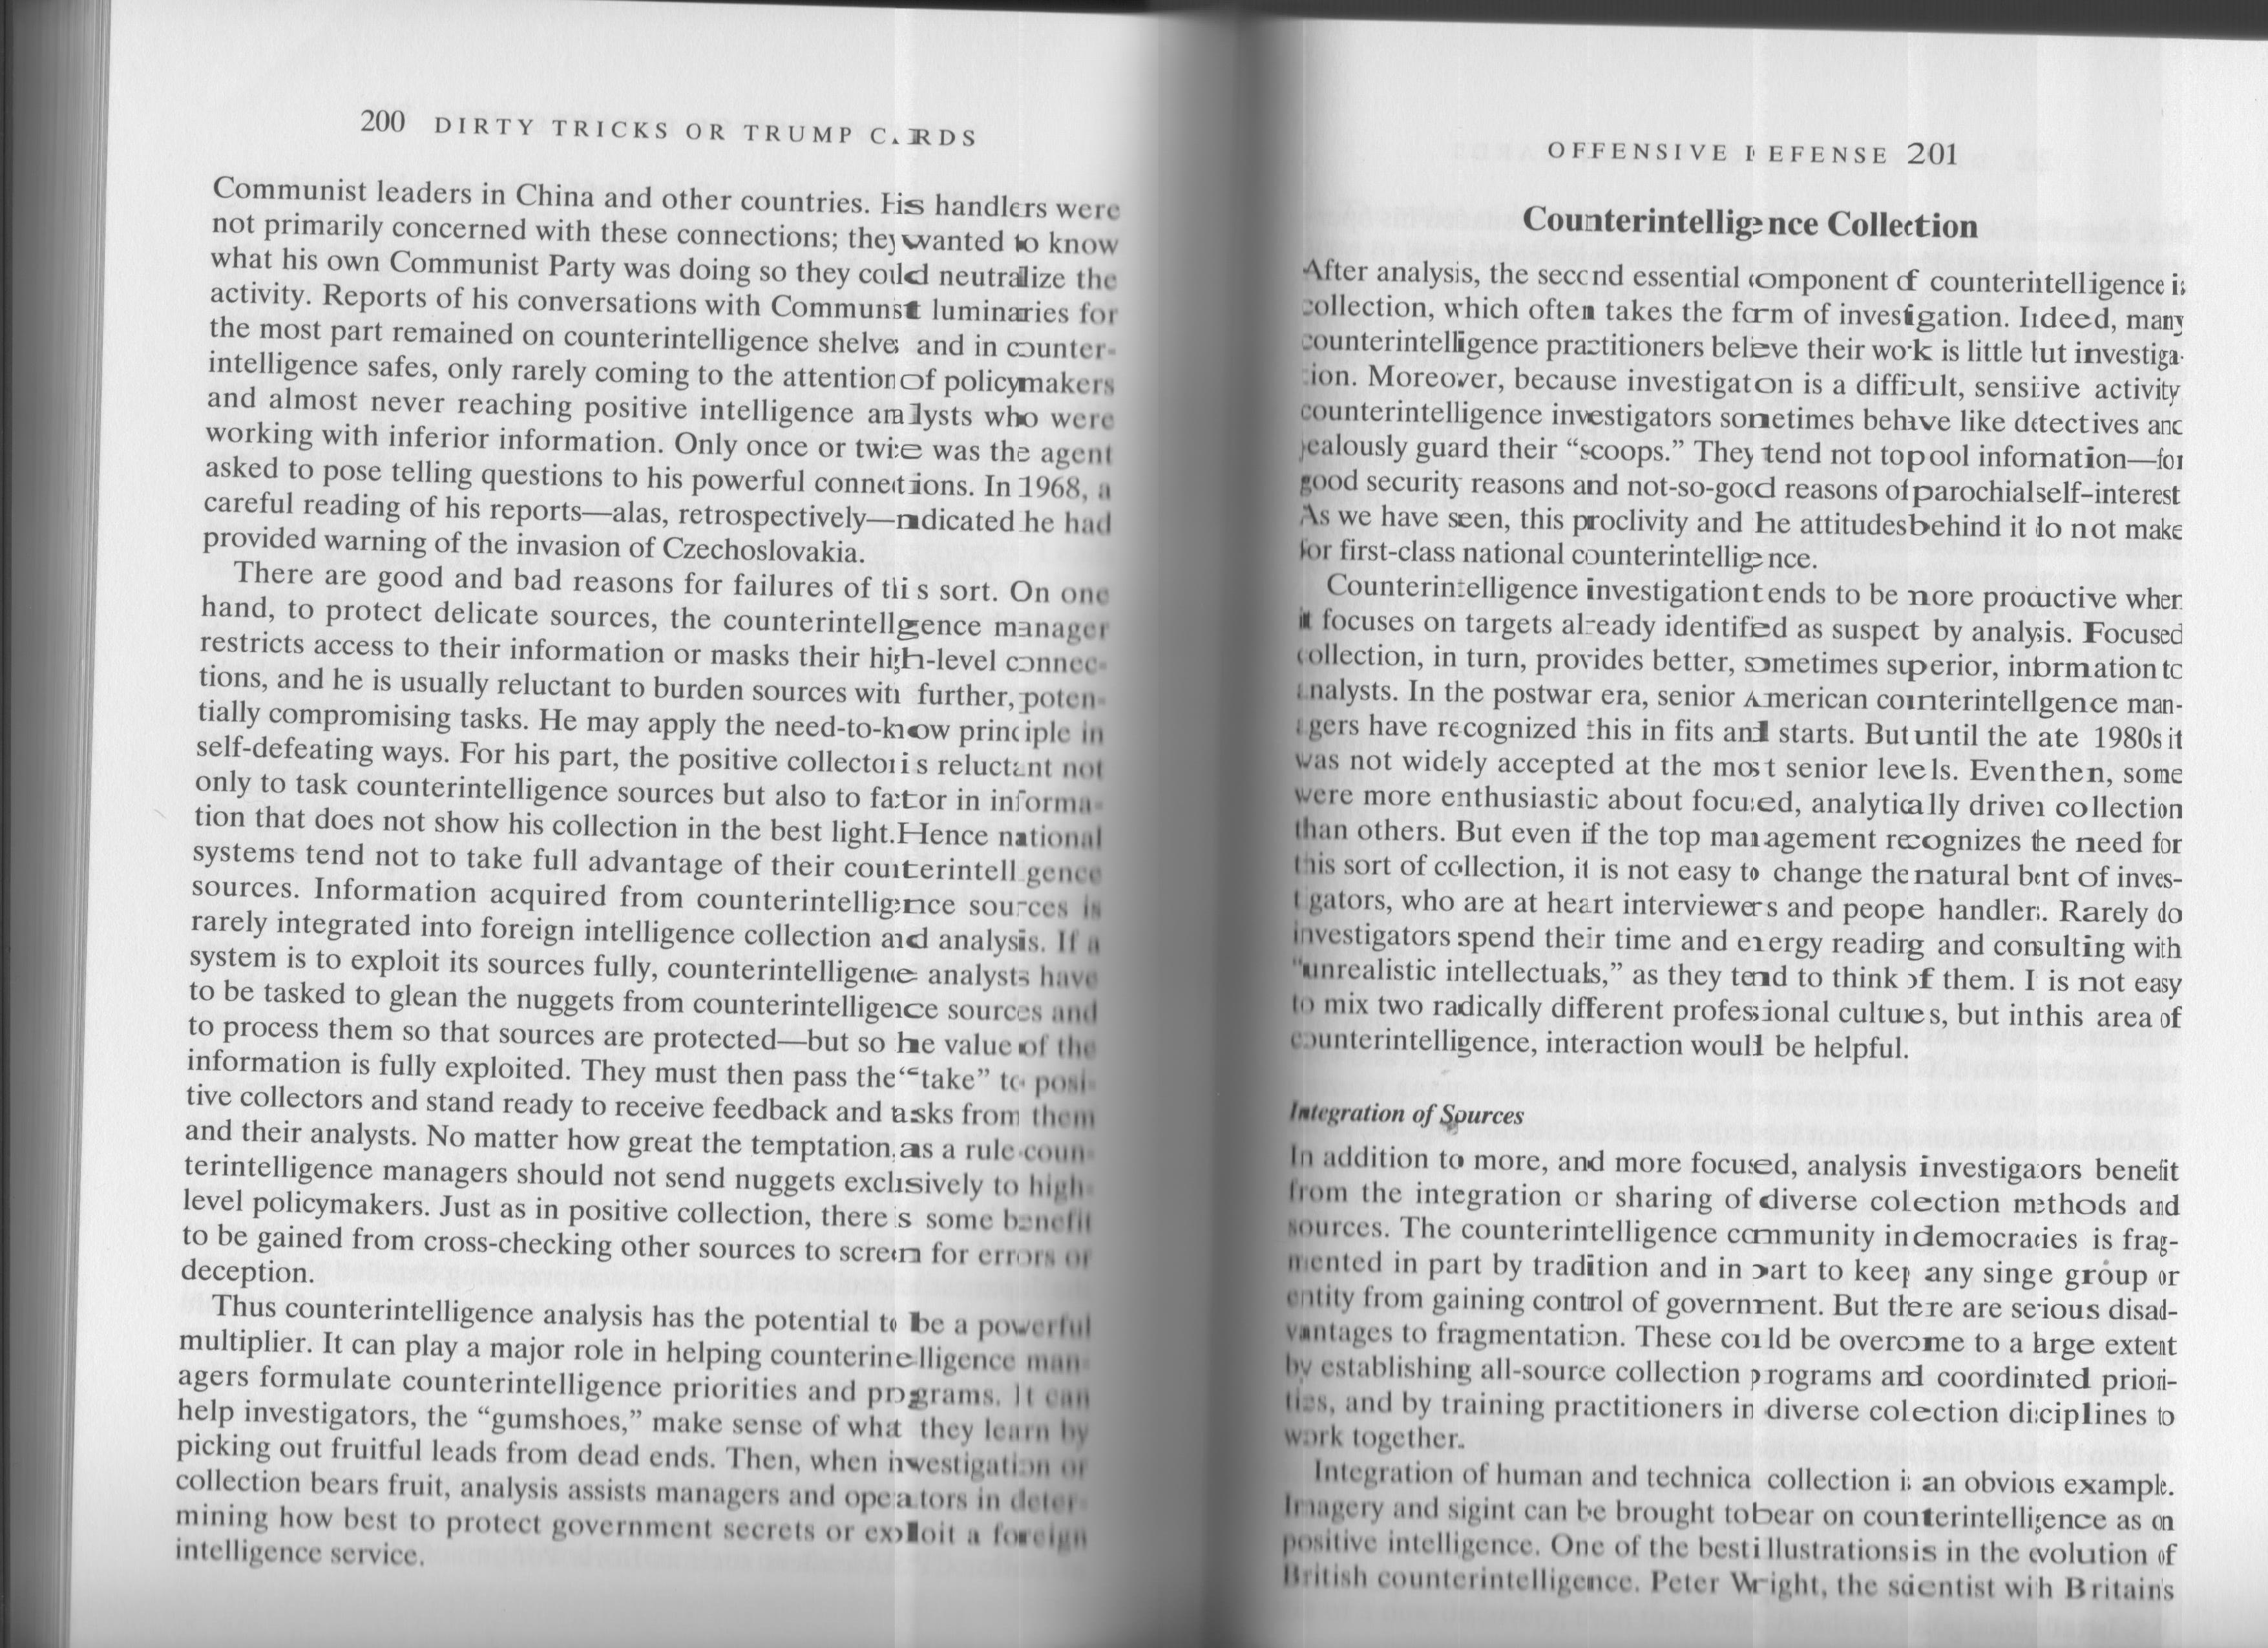 200 DIRTY TRICKS OR TRUMP CARDS
Communist leaders in China and other countries. His handlers were
not primarily concerned with these connections; they wanted to know
what his own Communist Party was doing so they could neutralize the
activity. Reports of his conversations with Communist luminaries for
the most part remained on counterintelligence shelves and in counter-
intelligence safes, only rarely coming to the attention of policymakers
and almost never reaching positive intelligence analysts who were
working with inferior information. Only once or twice was the agent
asked to pose telling questions to his powerful connections. In 1968, a
careful reading of his reports—alas, retrospectively—indicated he had
provided warning of the invasion of Czechoslovakia.
There are good and bad reasons for failures of this sort. On one
hand, to protect delicate sources, the counterintelligence manager
restricts access to their information or masks their high-level connec-
tions, and he is usually reluctant to burden sources with further, poten-
tially compromising tasks. He may apply the need-to-know principle in
self-defeating ways. For his part, the positive collector is reluctant not
only to task counterintelligence sources but also to factor in informa-
tion that does not show his collection in the best light. Hence national
systems tend not to take full advantage of their counterintelligence
sources. Information acquired from counterintelligence sources is
rarely integrated into foreign intelligence collection and analysis. If a
system is to exploit its sources fully, counterintelligence analysts have
to be tasked to glean the nuggets from counterintelligence sources and
to process them so that sources are protected—but so the value of the
information is fully exploited. They must then pass the "take" to posi-
tive collectors and stand ready to receive feedback and tasks from them
and their analysts. No matter how great the temptation, as a rule coun-
terintelligence managers should not send nuggets exclusively to high-
level policymakers. Just as in positive collection, there is some benefit
to be gained from cross-checking other sources to screen for errors or
deception.
Thus counterintelligence analysis has the potential to be a powerful
multiplier. It can play a major role in helping counterintelligence man-
agers formulate counterintelligence priorities and programs. It can
help investigators, the "gumshoes," make sense of what they learn by
picking out fruitful leads from dead ends. Then, when investigation or
collection bears fruit, analysis assists managers and operators in deter-
mining how best to protect government secrets or exploit a foreign
intelligence service.
OFFENSIVE DEFENSE 201
Counterintelligence Collection
After analysis, the second essential component of counterintelligence is
collection, which often takes the form of investigation. Indeed, many
counterintelligence practitioners believe their work is little but investiga-
tion. Moreover, because investigation is a difficult, sensitive activity
counterintelligence investigators sometimes behave like detectives and
jealously guard their "scoops." They tend not to pool information—for
good security reasons and not-so-good reasons of parochial self-interest
As we have seen, this proclivity and the attitudes behind it do not make
for first-class national counterintelligence.
Counterintelligence investigation tends to be more productive when
it focuses on targets already identified as suspect by analysis. Focused
collection, in turn, provides better, sometimes superior, information to
analysts. In the postwar era, senior American counterintelligence man-
agers have recognized this in fits and starts. But until the late 1980s it
was not widely accepted at the most senior levels. Even then, some
were more enthusiastic about focused, analytically driven collection
than others. But even if the top management recognizes the need for
this sort of collection, it is not easy to change the natural bent of inves-
tigators, who are at heart interviewers and people handlers. Rarely do
investigators spend their time and energy reading and consulting with
"unrealistic intellectuals," as they tend to think of them. It is not easy
to mix two radically different professional cultures, but in this area of
counterintelligence, interaction would be helpful.
Integration of Sources
In addition to more, and more focused, analysis investigators benefit
from the integration or sharing of diverse collection methods and
sources. The counterintelligence community in democracies is frag-
mented in part by tradition and in part to keep any single group or
entity from gaining control of government. But there are serious disad-
vantages to fragmentation. These could be overcome to a large extent
by establishing all-source collection programs and coordinated priori-
ties, and by training practitioners in diverse collection disciplines to
work together.
Integration of human and technical collection is an obvious example.
Imagery and sigint can be brought to bear on counterintelligence as on
positive intelligence. One of the best illustrations is in the evolution of
British counterintelligence. Peter Wright, the scientist with Britain's